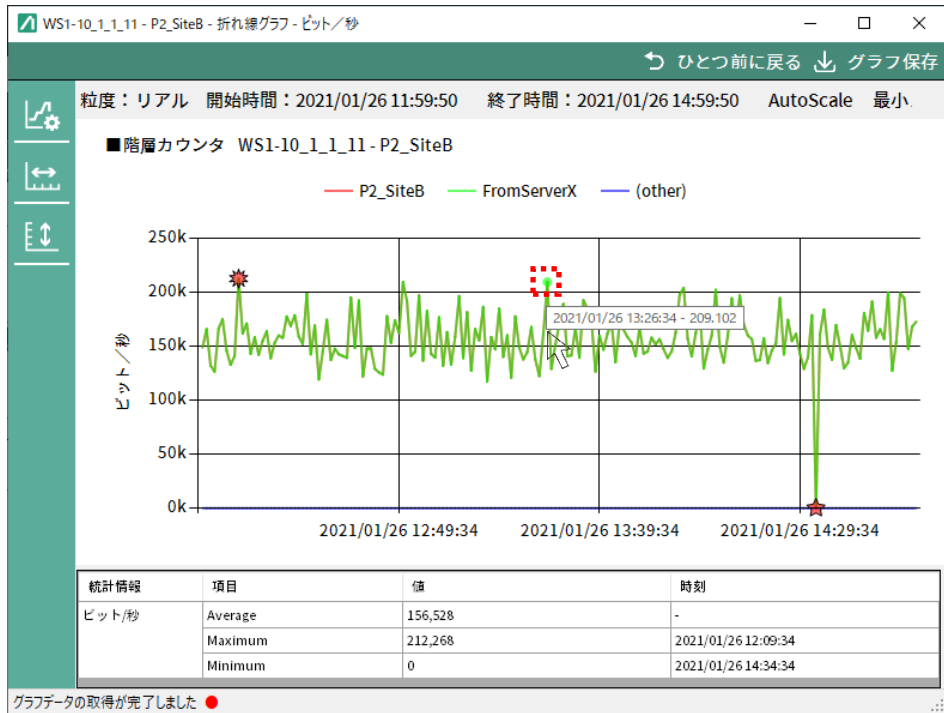 WS1-10_1_1_11 - P2_SiteB - 折れ線グラフ - ビット／秒
ひとつ前に戻る グラフ保存
粒度：リアル 開始時間：2021/01/26 11:59:50 終了時間：2021/01/26 14:59:50 AutoScale 最小.
■階層カウンタ WS1-10_1_1_11 - P2_SiteB
P2_SiteB FromServerX (other)
250k
200k
2021/01/26 13:26:34 - 209.102
150k
ビット／秒
100k
50k
0k
2021/01/26 12:49:34 2021/01/26 13:39:34 2021/01/26 14:29:34
統計情報 項目 値 時刻
ビット/秒 Average 156,528 -
Maximum 212,268 2021/01/26 12:09:34
Minimum 0 2021/01/26 14:34:34
グラフデータの取得が完了しました